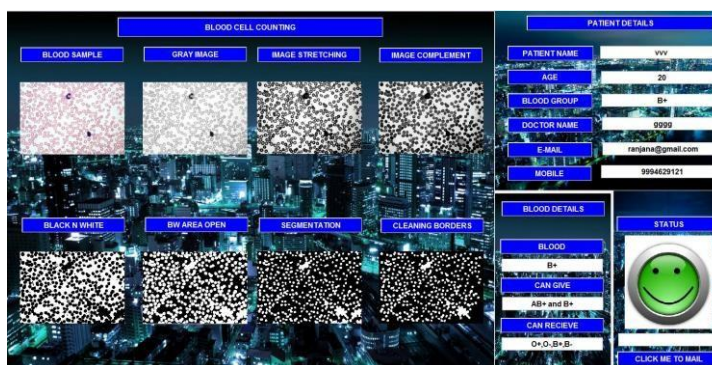 BLOOD CELL COUNTING
BLOOD SAMPLE
GRAY IMAGE
IMAGE STRETCHING
IMAGE COMPLEMENT
BLACK N WHITE
BW AREA OPEN
SEGMENTATION
CLEANING BORDERS
PATIENT DETAILS
PATIENT NAME
vvv
AGE
20
BLOOD GROUP
B+
DOCTOR NAME
gggg
E-MAIL
ranjana@gmail.com
MOBILE
9994629121
BLOOD DETAILS
BLOOD
B+
CAN GIVE
AB+ and B+
CAN RECIEVE
O+,O-,B+,B-
STATUS
CLICK ME TO MAIL